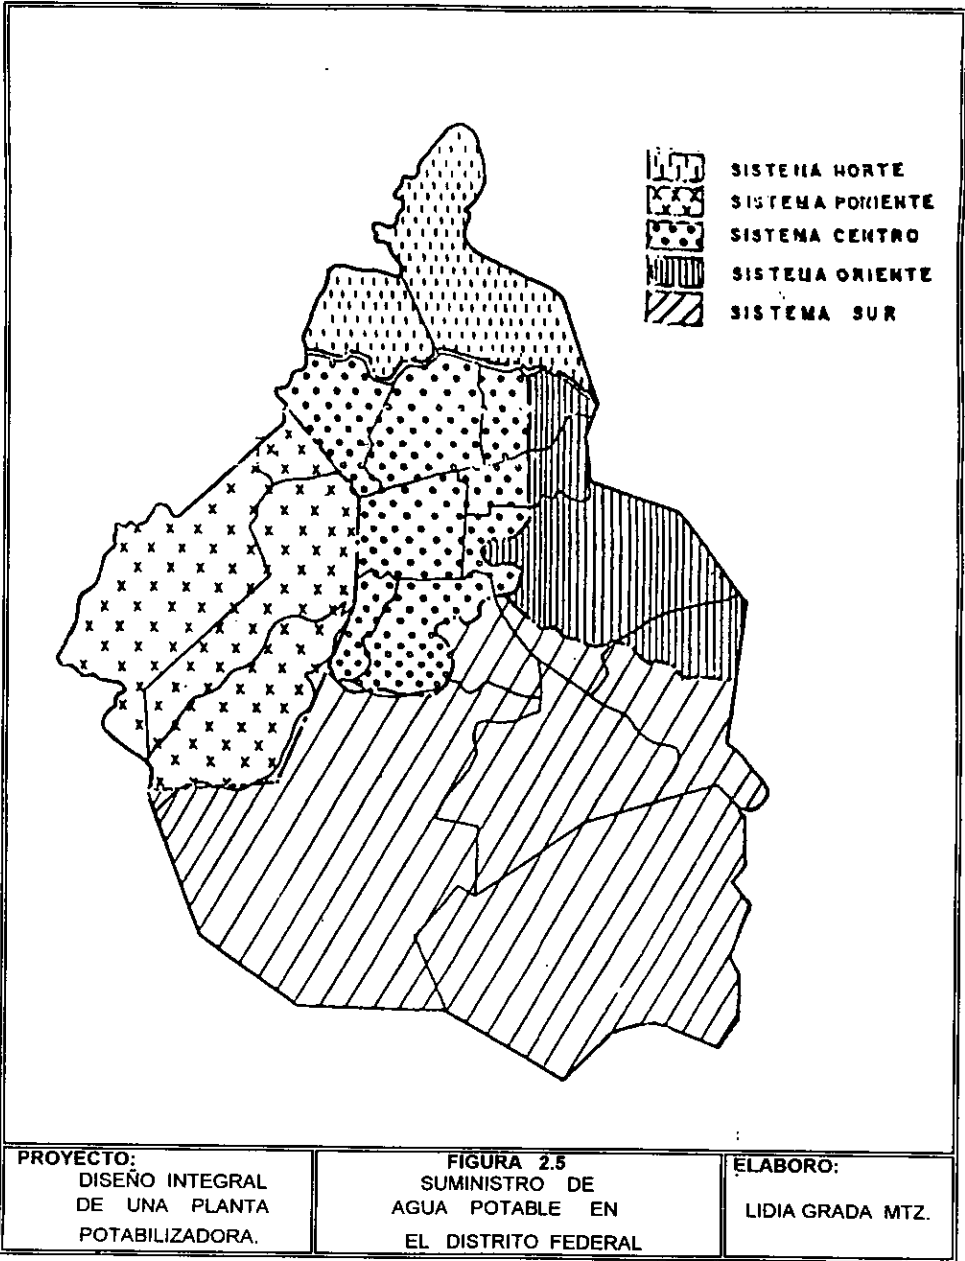 SISTEMA NORTE
SISTEMA PONIENTE
SISTEMA CENTRO
SISTEMA ORIENTE
SISTEMA SUR
PROYECTO:
DISEÑO INTEGRAL
DE UNA PLANTA
POTABILIZADORA.
FIGURA 2.5
SUMINISTRO DE
AGUA POTABLE EN
EL DISTRITO FEDERAL
ELABORO:
LIDIA GRADA MTZ.